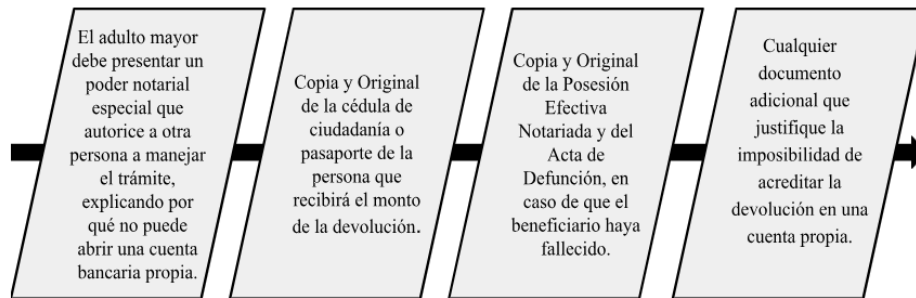 El adulto mayor
debe presentar un
poder notarial
especial que
autorice a otra
persona a manejar
el trámite,
explicando por
qué no puede
abrir una cuenta
bancaria propia.
Copia y Original
de la cédula de
ciudadanía o
pasaporte de la
persona que
recibirá el monto
de la devolución.
Copia y Original
de la Posesión
Efectiva
Notariada y del
Acta de
Defunción, en
caso de que el
beneficiario haya
fallecido.
Cualquier
documento
adicional que
justifique la
imposibilidad de
acreditar la
devolución en una
cuenta propia.